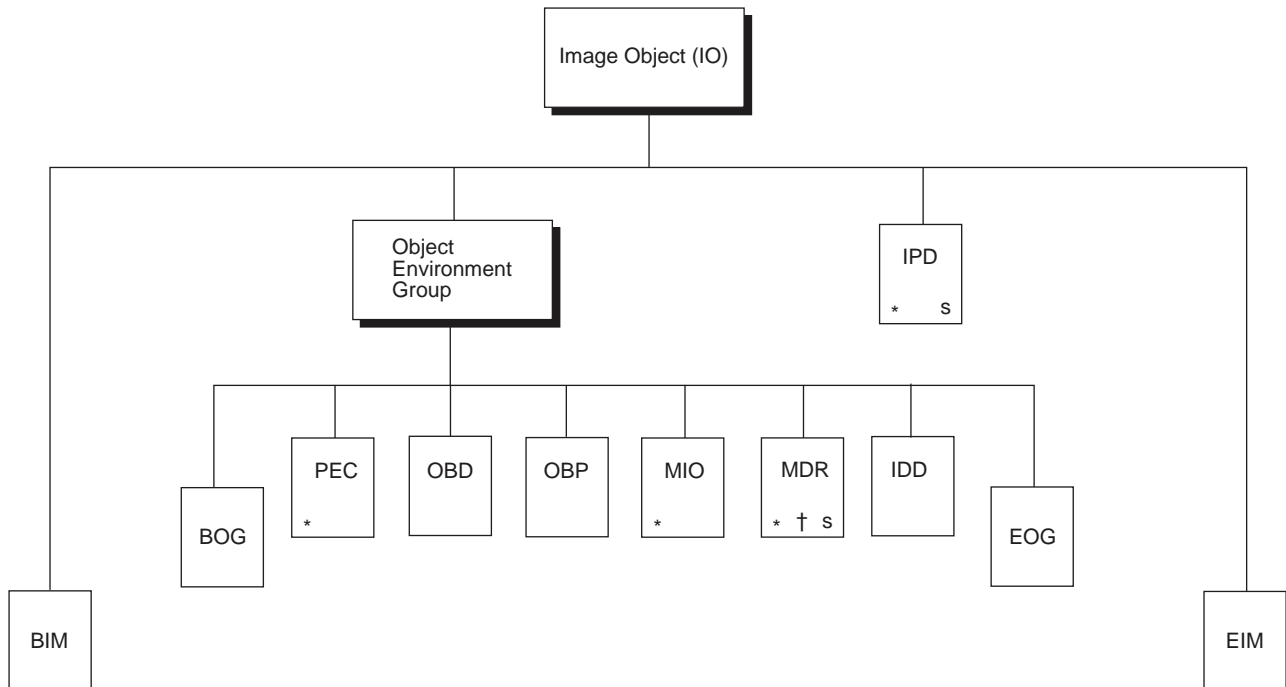 Image Object (IO)
Object
Environment
Group
IPD
* s
PEC
*
OBD
OBP
MIO
*
MDR
* † s
IDD
BOG
EOG
BIM
EIM